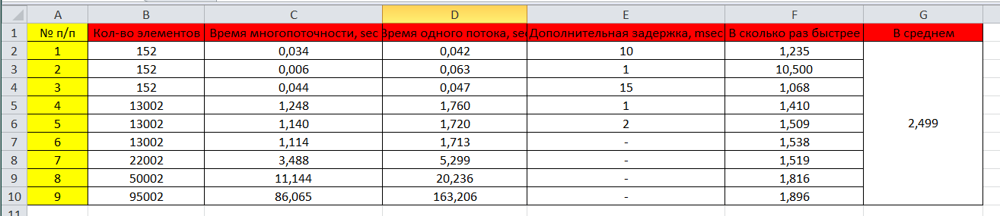 A B C D E F G
1 № п/п Кол-во элементов Время многопоточности, sec Время одного потока, sec Дополнительная задержка, msec В сколько раз быстрее В среднем
2 1 152 0,034 0,042 10 1,235
3 2 152 0,006 0,063 1 10,500
4 3 152 0,044 0,047 15 1,068
5 4 13002 1,248 1,760 1 1,410
6 5 13002 1,140 1,720 2 1,509 2,499
7 6 13002 1,114 1,713 - 1,538
8 7 22002 3,488 5,299 - 1,519
9 8 50002 11,144 20,236 - 1,816
10 9 95002 86,065 163,206 - 1,896
11